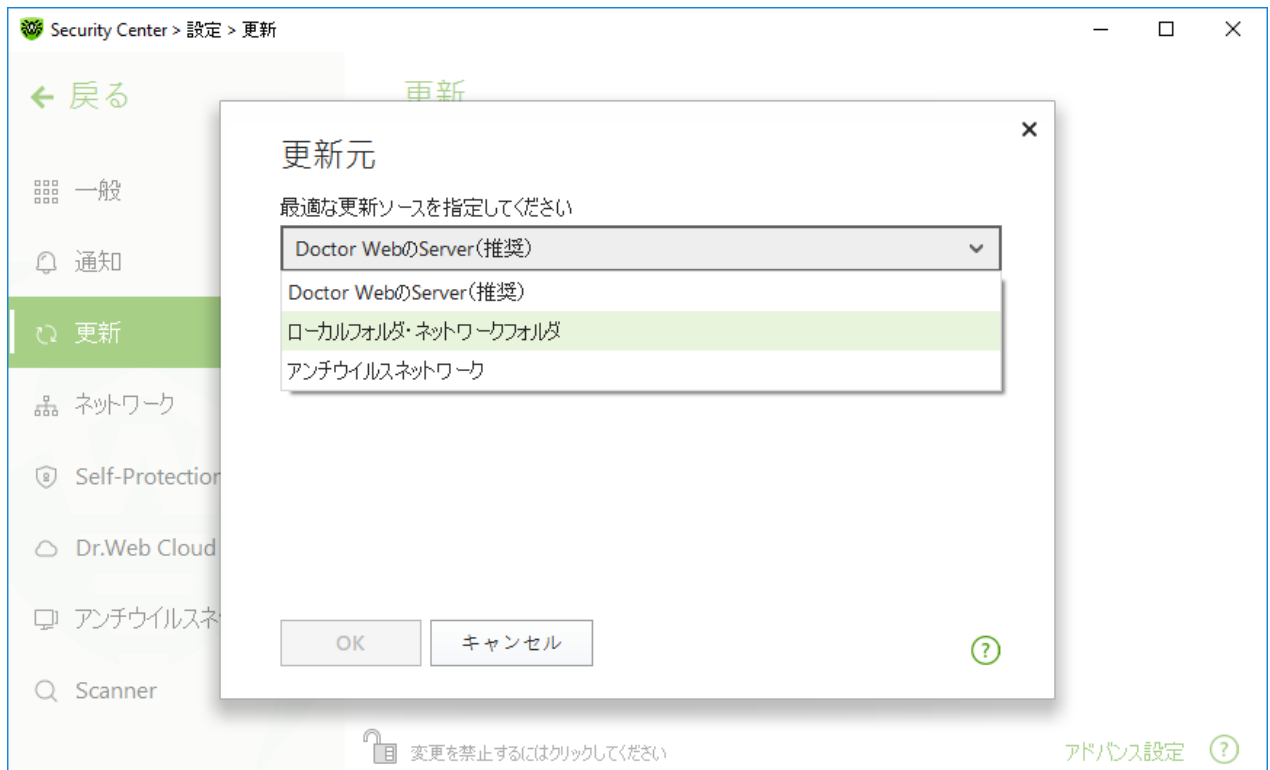 Security Center > 設定 > 更新
戻る
更新
更新元
最適な更新ソースを指定してください
Doctor WebのServer(推奨)
Doctor WebのServer(推奨)
ローカルフォルダ・ネットワークフォルダ
アンチウイルスネットワーク
OK
キャンセル
?
一般
通知
更新
ネットワーク
Self-Protection
Dr.Web Cloud
アンチウイルスネ
Scanner
変更を禁止するにはクリックしてください
アドバンス設定
?